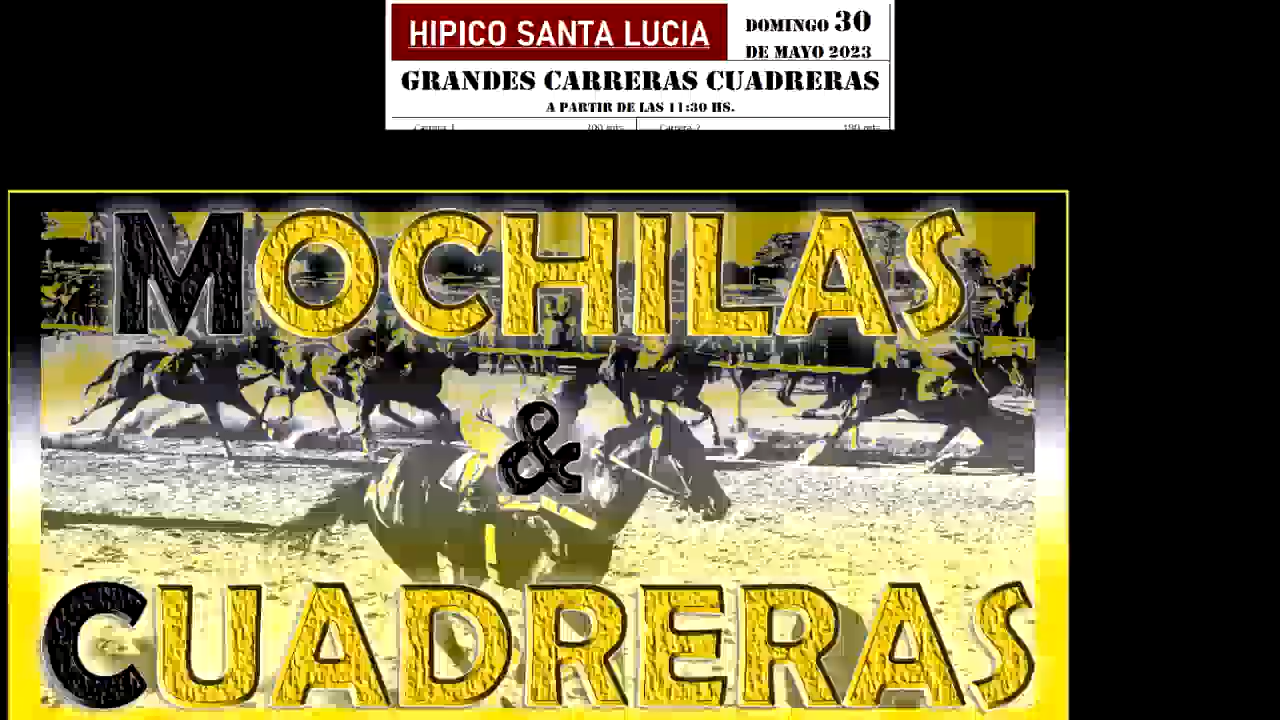 HIPICO SANTA LUCIA
DOMINGO 30
DE MAYO 2023
GRANDES CARRERAS CUADRERAS
A PARTIR DE LAS 11:30 HS.
MOCHILAS
&
CUADRERAS